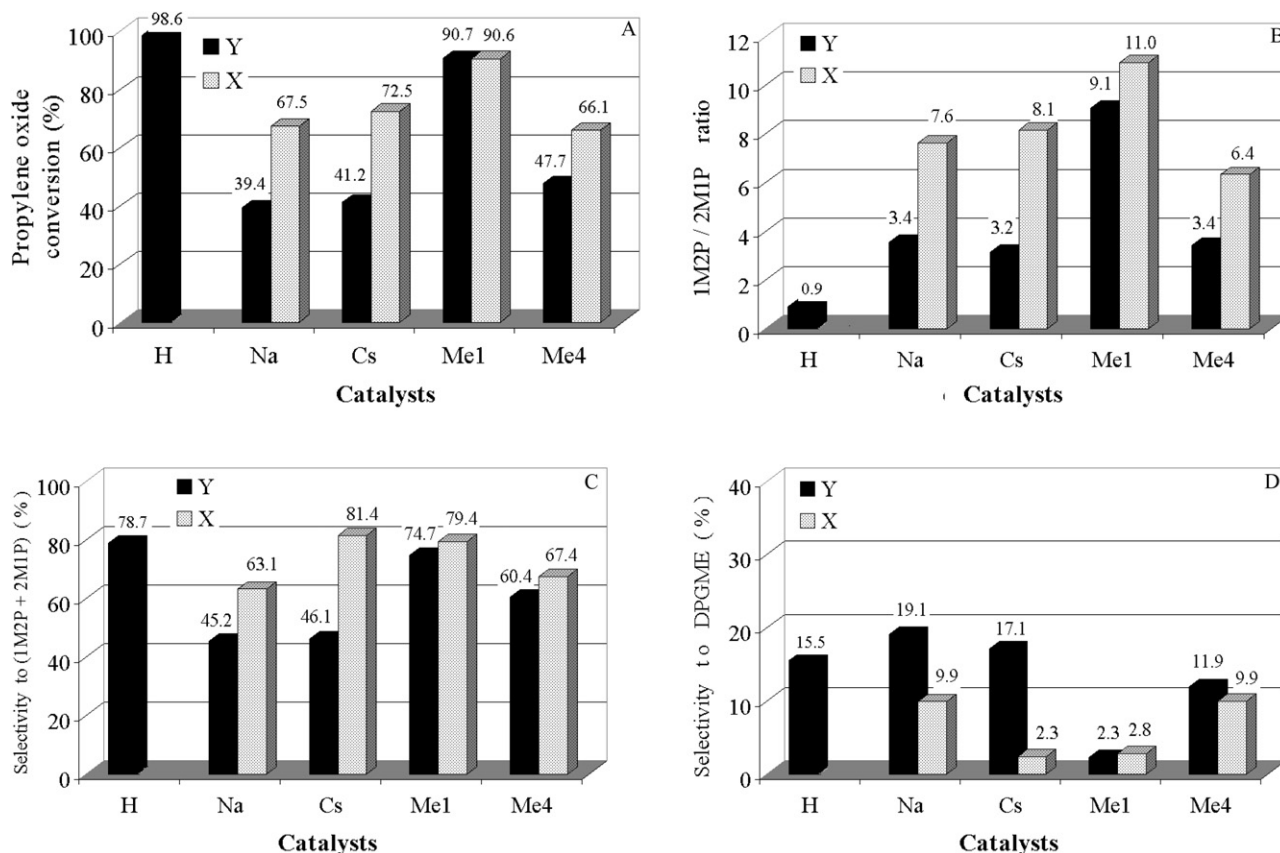 A
98.6
100
Y
X
90.7 90.6
80
67.5
72.5
66.1
60
39.4
41.2
47.7
40
20
0
Propylene oxide
conversion (%)
H Na Cs Me1 Me4
Catalysts
B
12
Y
X
11.0
10
9.1
7.6
8.1
8
6.4
6
3.4
3.2
3.4
4
2
0.9
0
1M2P / 2M1P ratio
H Na Cs Me1 Me4
Catalysts
C
100
Y
X
78.7
81.4
74.7
79.4
80
63.1
60.4
67.4
60
45.2
46.1
40
20
0
Selectivity to (1M2P + 2M1P) (%)
H Na Cs Me1 Me4
Catalysts
D
40
Y
X
30
19.1
20
15.5
17.1
9.9
11.9
9.9
10
2.3
2.3
2.8
0
Selectivity to DPGME (%)
H Na Cs Me1 Me4
Catalysts